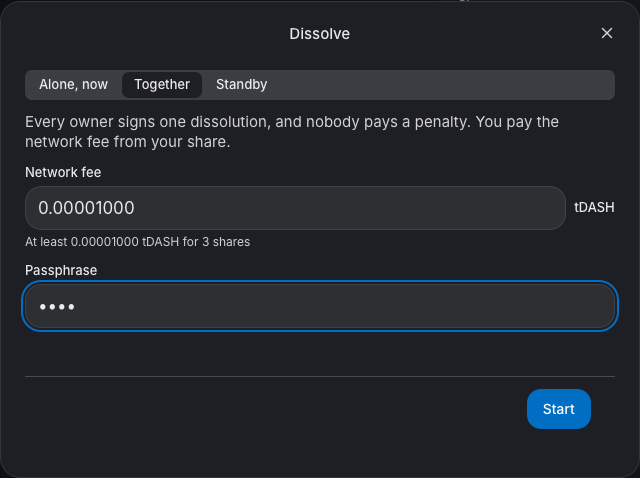 Dissolve
Alone, now
Together
Standby
Every owner signs one dissolution, and nobody pays a penalty. You pay the
network fee from your share.
Network fee
0.00001000
tDASH
At least 0.00001000 tDASH for 3 shares
Passphrase
••••
Start